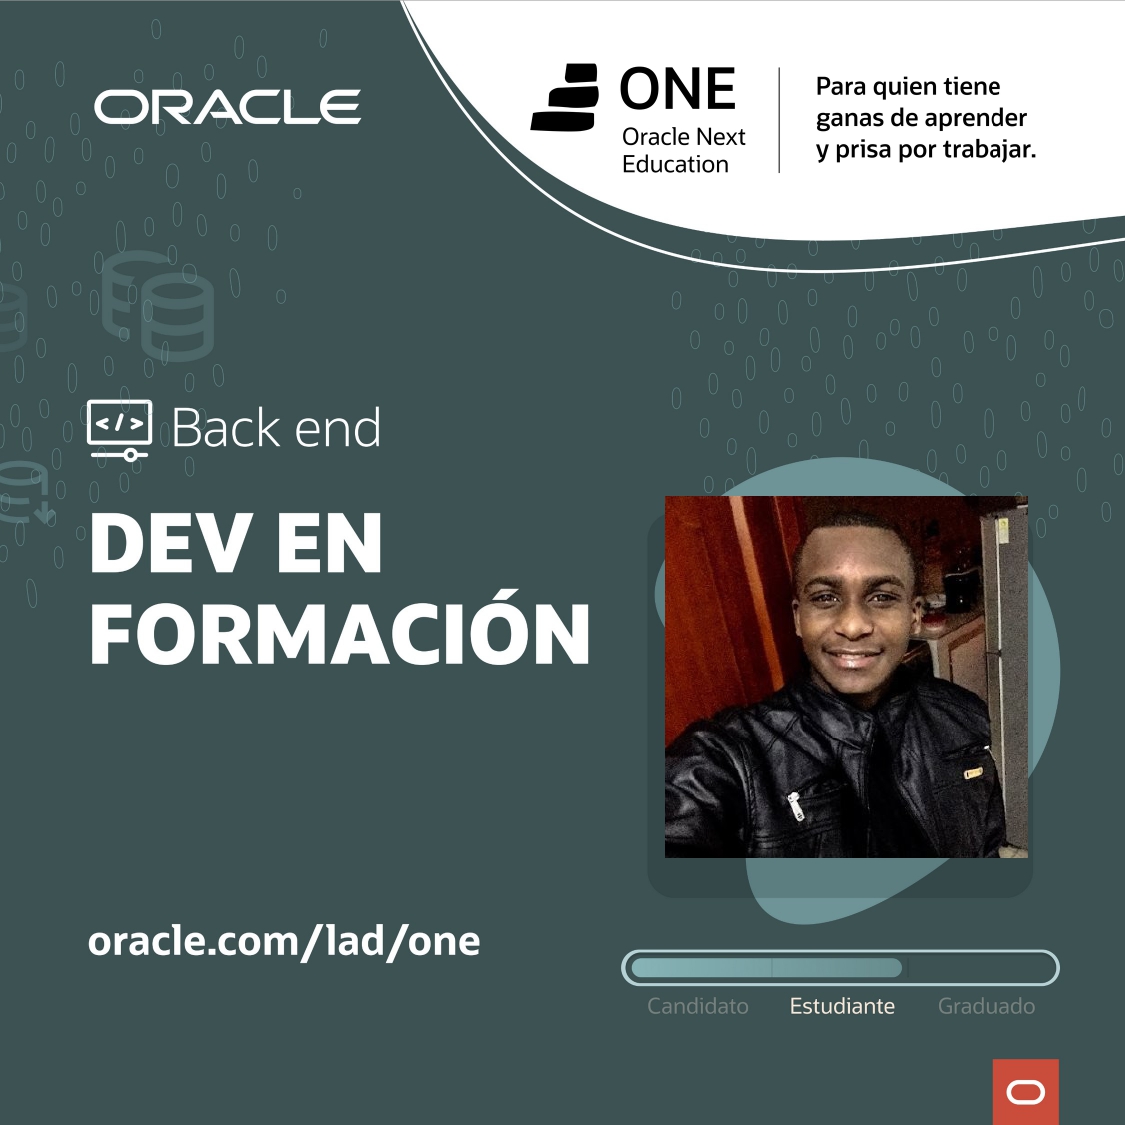 ORACLE
ONE
Oracle Next
Education
Para quien tiene
ganas de aprender
y prisa por trabajar.
</>
Back end
DEV EN
FORMACIÓN
oracle.com/lad/one
Candidato
Estudiante
Graduado